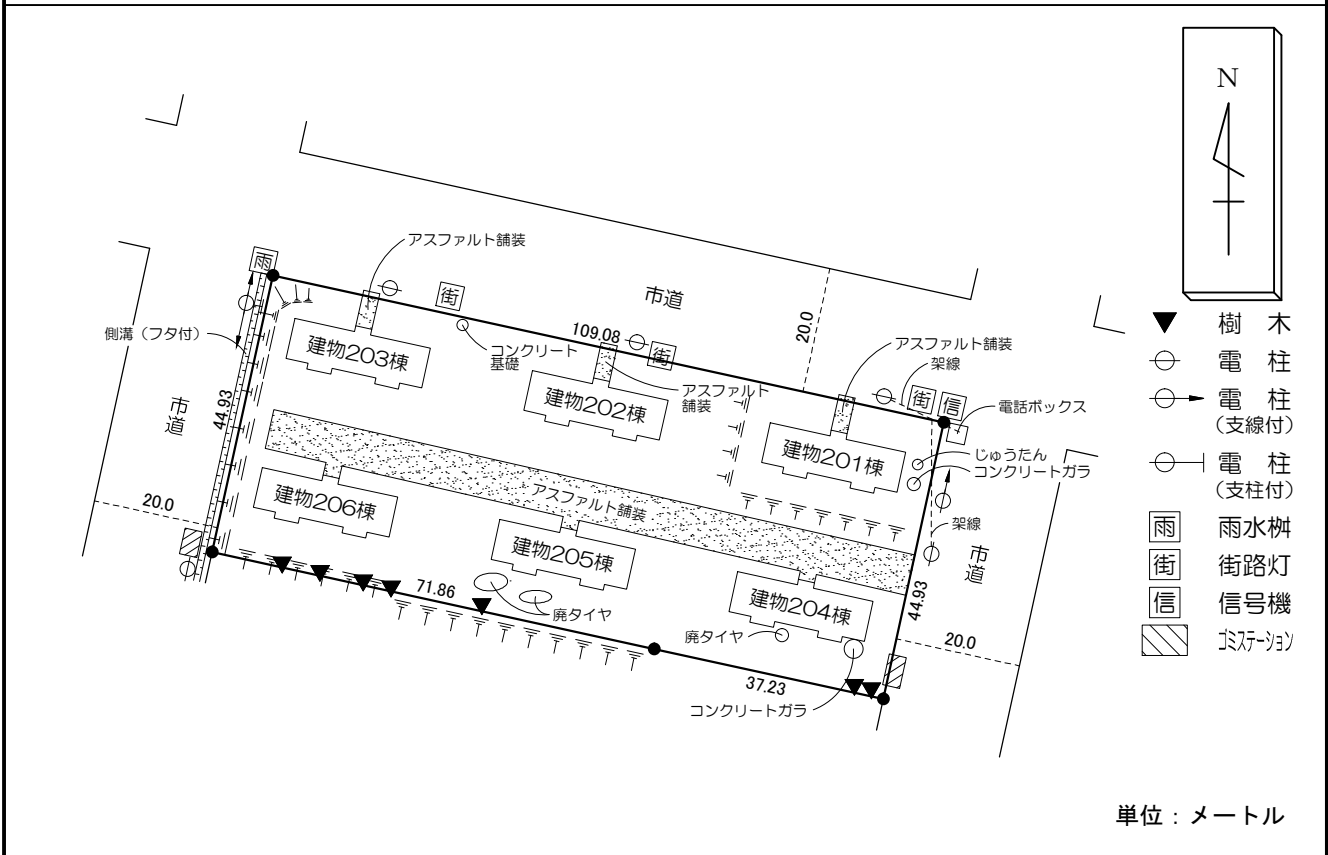 N
樹 木
電 柱
電 柱
(支線付)
電 柱
(支柱付)
雨 雨水桝
街 街路灯
信 信号機
ゴミステーション
雨
アスファルト舗装
街
市道
20.0
側溝（フタ付）
建物203棟
コンクリート
基礎
109.08
街
アスファルト舗装
架線
街
信
電話ボックス
市道
44.93
建物202棟
アスファルト
舗装
建物201棟
じゅうたん
コンクリートガラ
20.0
建物206棟
アスファルト舗装
架線
市道
建物205棟
建物204棟
44.93
71.86
廃タイヤ
廃タイヤ
20.0
37.23
コンクリートガラ
単位：メートル